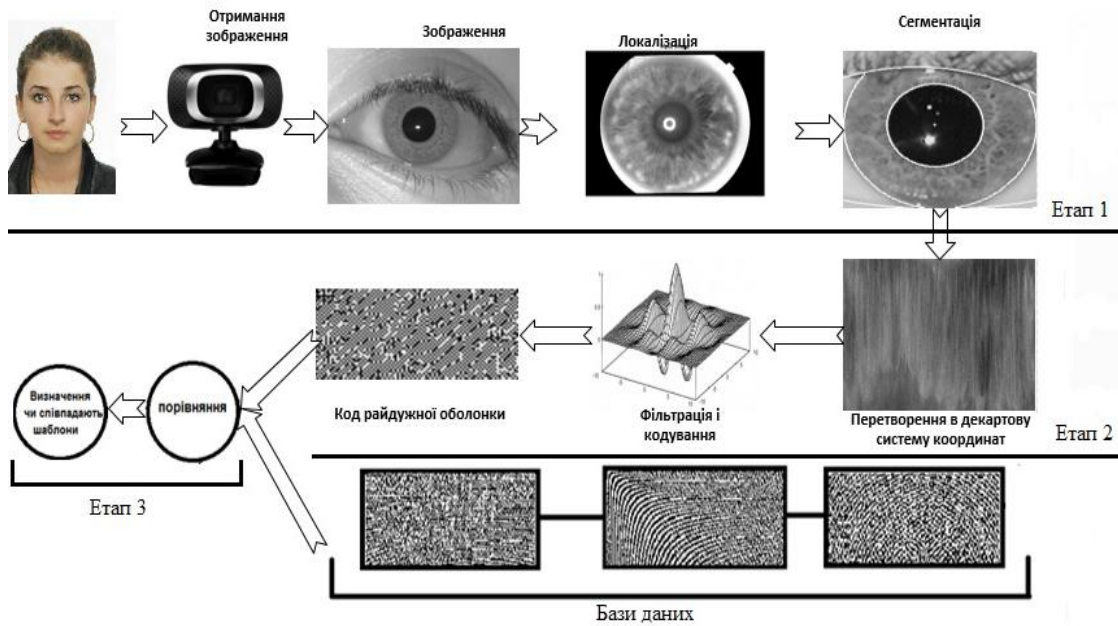 Отримання
зображення
Зображення
Локалізація
Сегментація
Етап 1
Код райдужної оболонки
Фільтрація і
кодування
Перетворення в декартову
систему координат
Етап 2
Визначення
чи співпадають
шаблони
порівняння
Етап 3
Бази даних